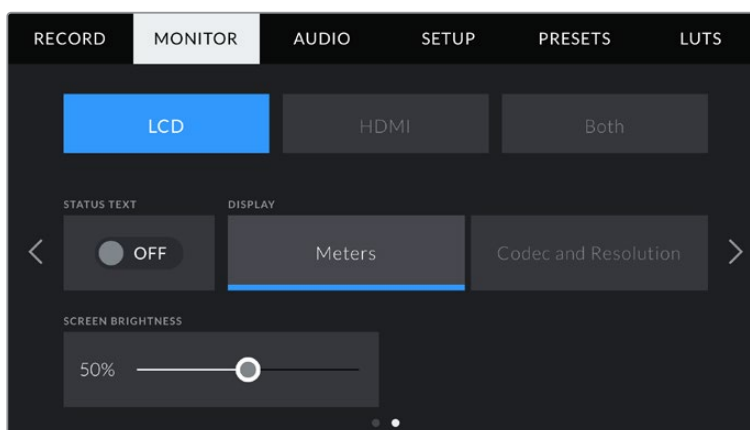 RECORD MONITOR AUDIO SETUP PRESETS LUTS
LCD HDMI Both
STATUS TEXT DISPLAY
OFF Meters Codec and Resolution
SCREEN BRIGHTNESS
50%